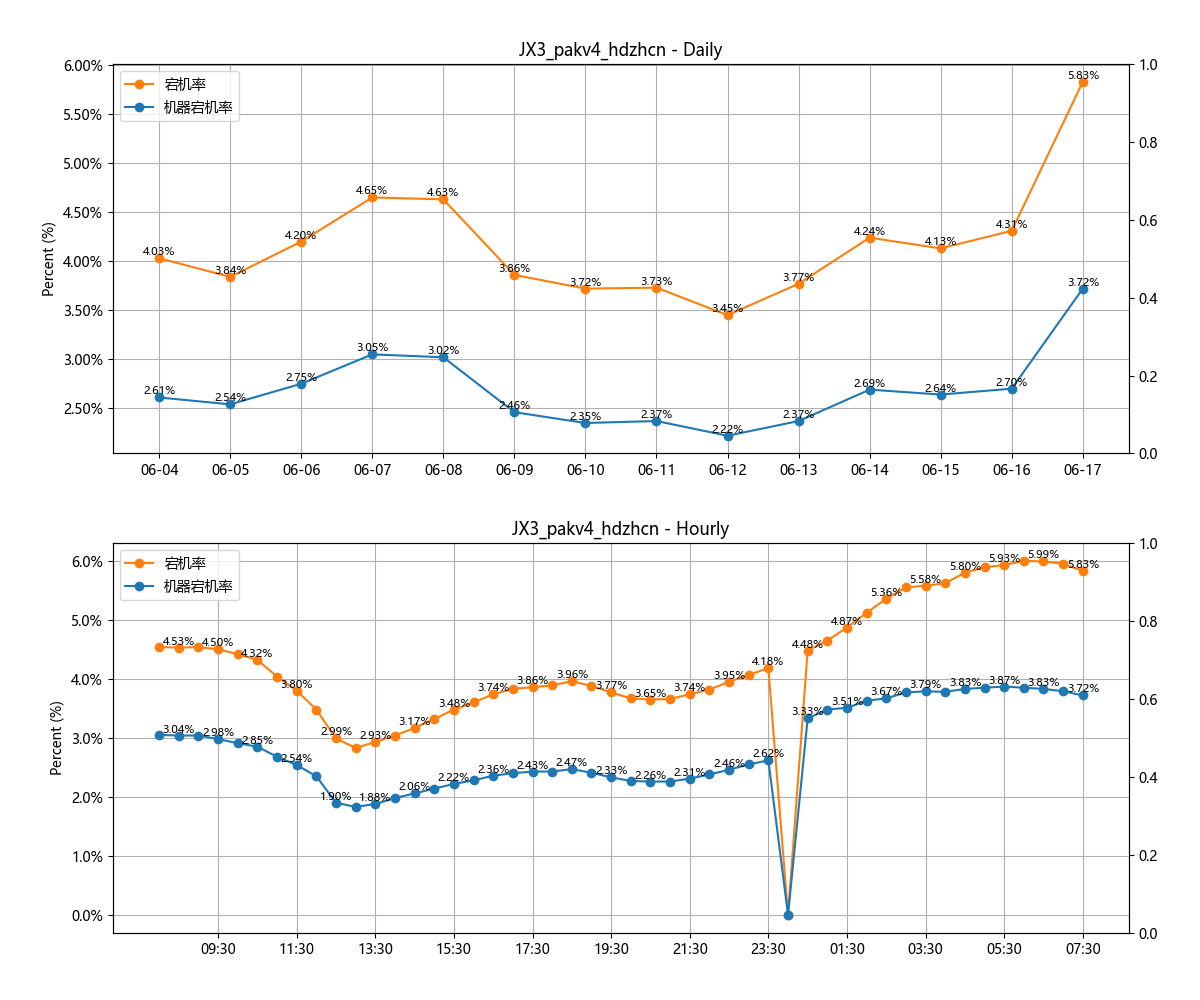 JX3_pakv4_hdzhcn - Daily
宕机率
机器宕机率
Percent (%)
6.00%
5.50%
5.00%
4.50%
4.00%
3.50%
3.00%
2.50%
1.0
0.8
0.6
0.4
0.2
0.0
4.03% 3.84% 4.20% 4.65% 4.63% 3.86% 3.72% 3.73% 3.45% 3.77% 4.24% 4.13% 4.31% 5.83%
2.61% 2.54% 2.75% 3.05% 3.02% 2.46% 2.35% 2.37% 2.22% 2.37% 2.69% 2.64% 2.70% 3.72%
06-04 06-05 06-06 06-07 06-08 06-09 06-10 06-11 06-12 06-13 06-14 06-15 06-16 06-17
JX3_pakv4_hdzhcn - Hourly
宕机率
机器宕机率
Percent (%)
6.0%
5.0%
4.0%
3.0%
2.0%
1.0%
0.0%
1.0
0.8
0.6
0.4
0.2
0.0
4.53% 4.50% 4.32% 3.80% 2.99% 2.93% 3.17% 3.48% 3.74% 3.86% 3.96% 3.77% 3.65% 3.74% 3.95% 4.18% 4.48% 4.87% 5.36% 5.58% 5.80% 5.93% 5.99% 5.83%
3.04% 2.98% 2.85% 2.54% 1.90% 1.88% 2.06% 2.22% 2.36% 2.43% 2.47% 2.33% 2.26% 2.31% 2.46% 2.62% 3.33% 3.51% 3.67% 3.79% 3.83% 3.87% 3.83% 3.72%
09:30 11:30 13:30 15:30 17:30 19:30 21:30 23:30 01:30 03:30 05:30 07:30